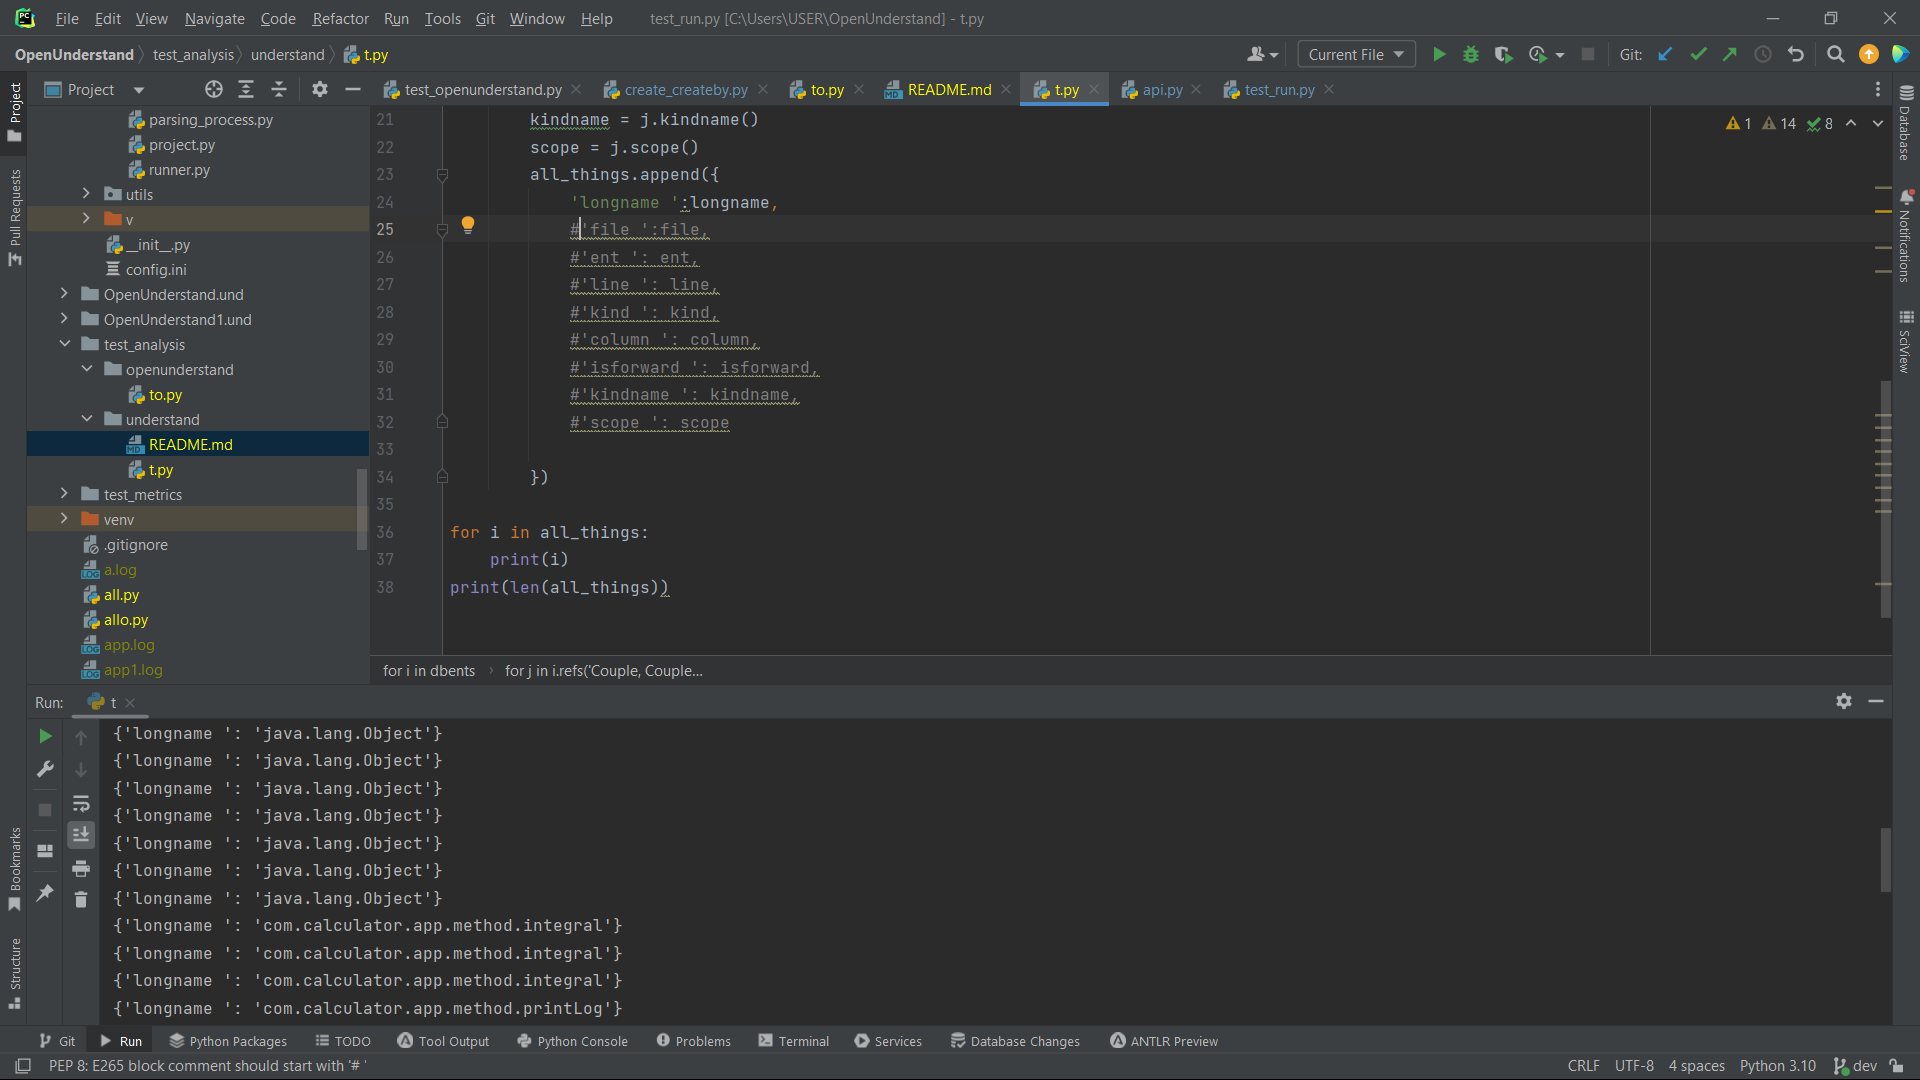 File Edit View Navigate Code Refactor Run Tools Git Window Help test_run.py [C:\Users\USER\OpenUnderstand] - t.py
OpenUnderstand test_analysis understand t.py Current File Git:
Project test_openunderstand.py create_createby.py to.py README.md t.py api.py test_run.py
Project
Pull Requests
Bookmarks
Structure
parsing_process.py
project.py
runner.py
utils
v
__init__.py
config.ini
OpenUnderstand.und
OpenUnderstand1.und
test_analysis
openunderstand
to.py
understand
README.md
t.py
test_metrics
venv
.gitignore
a.log
all.py
allo.py
app.log
app1.log
21 kindname = j.kindname()
22 scope = j.scope()
23 all_things.append({
24 'longname ':longname,
25 #'file ':file,
26 #'ent ': ent,
27 #'line ': line,
28 #'kind ': kind,
29 #'column ': column,
30 #'isforward ': isforward,
31 #'kindname ': kindname,
32 #'scope ': scope
33
34 })
35
36 for i in all_things:
37 print(i)
38 print(len(all_things))
1 14 8
Database
Notifications
SciView
for i in dbents › for j in i.refs('Couple, Couple...
Run: t
{'longname ': 'java.lang.Object'}
{'longname ': 'java.lang.Object'}
{'longname ': 'java.lang.Object'}
{'longname ': 'java.lang.Object'}
{'longname ': 'java.lang.Object'}
{'longname ': 'java.lang.Object'}
{'longname ': 'java.lang.Object'}
{'longname ': 'com.calculator.app.method.integral'}
{'longname ': 'com.calculator.app.method.integral'}
{'longname ': 'com.calculator.app.method.integral'}
{'longname ': 'com.calculator.app.method.printLog'}
Git Run Python Packages TODO Tool Output Python Console Problems Terminal Services Database Changes ANTLR Preview
PEP 8: E265 block comment should start with '# ' CRLF UTF-8 4 spaces Python 3.10 dev